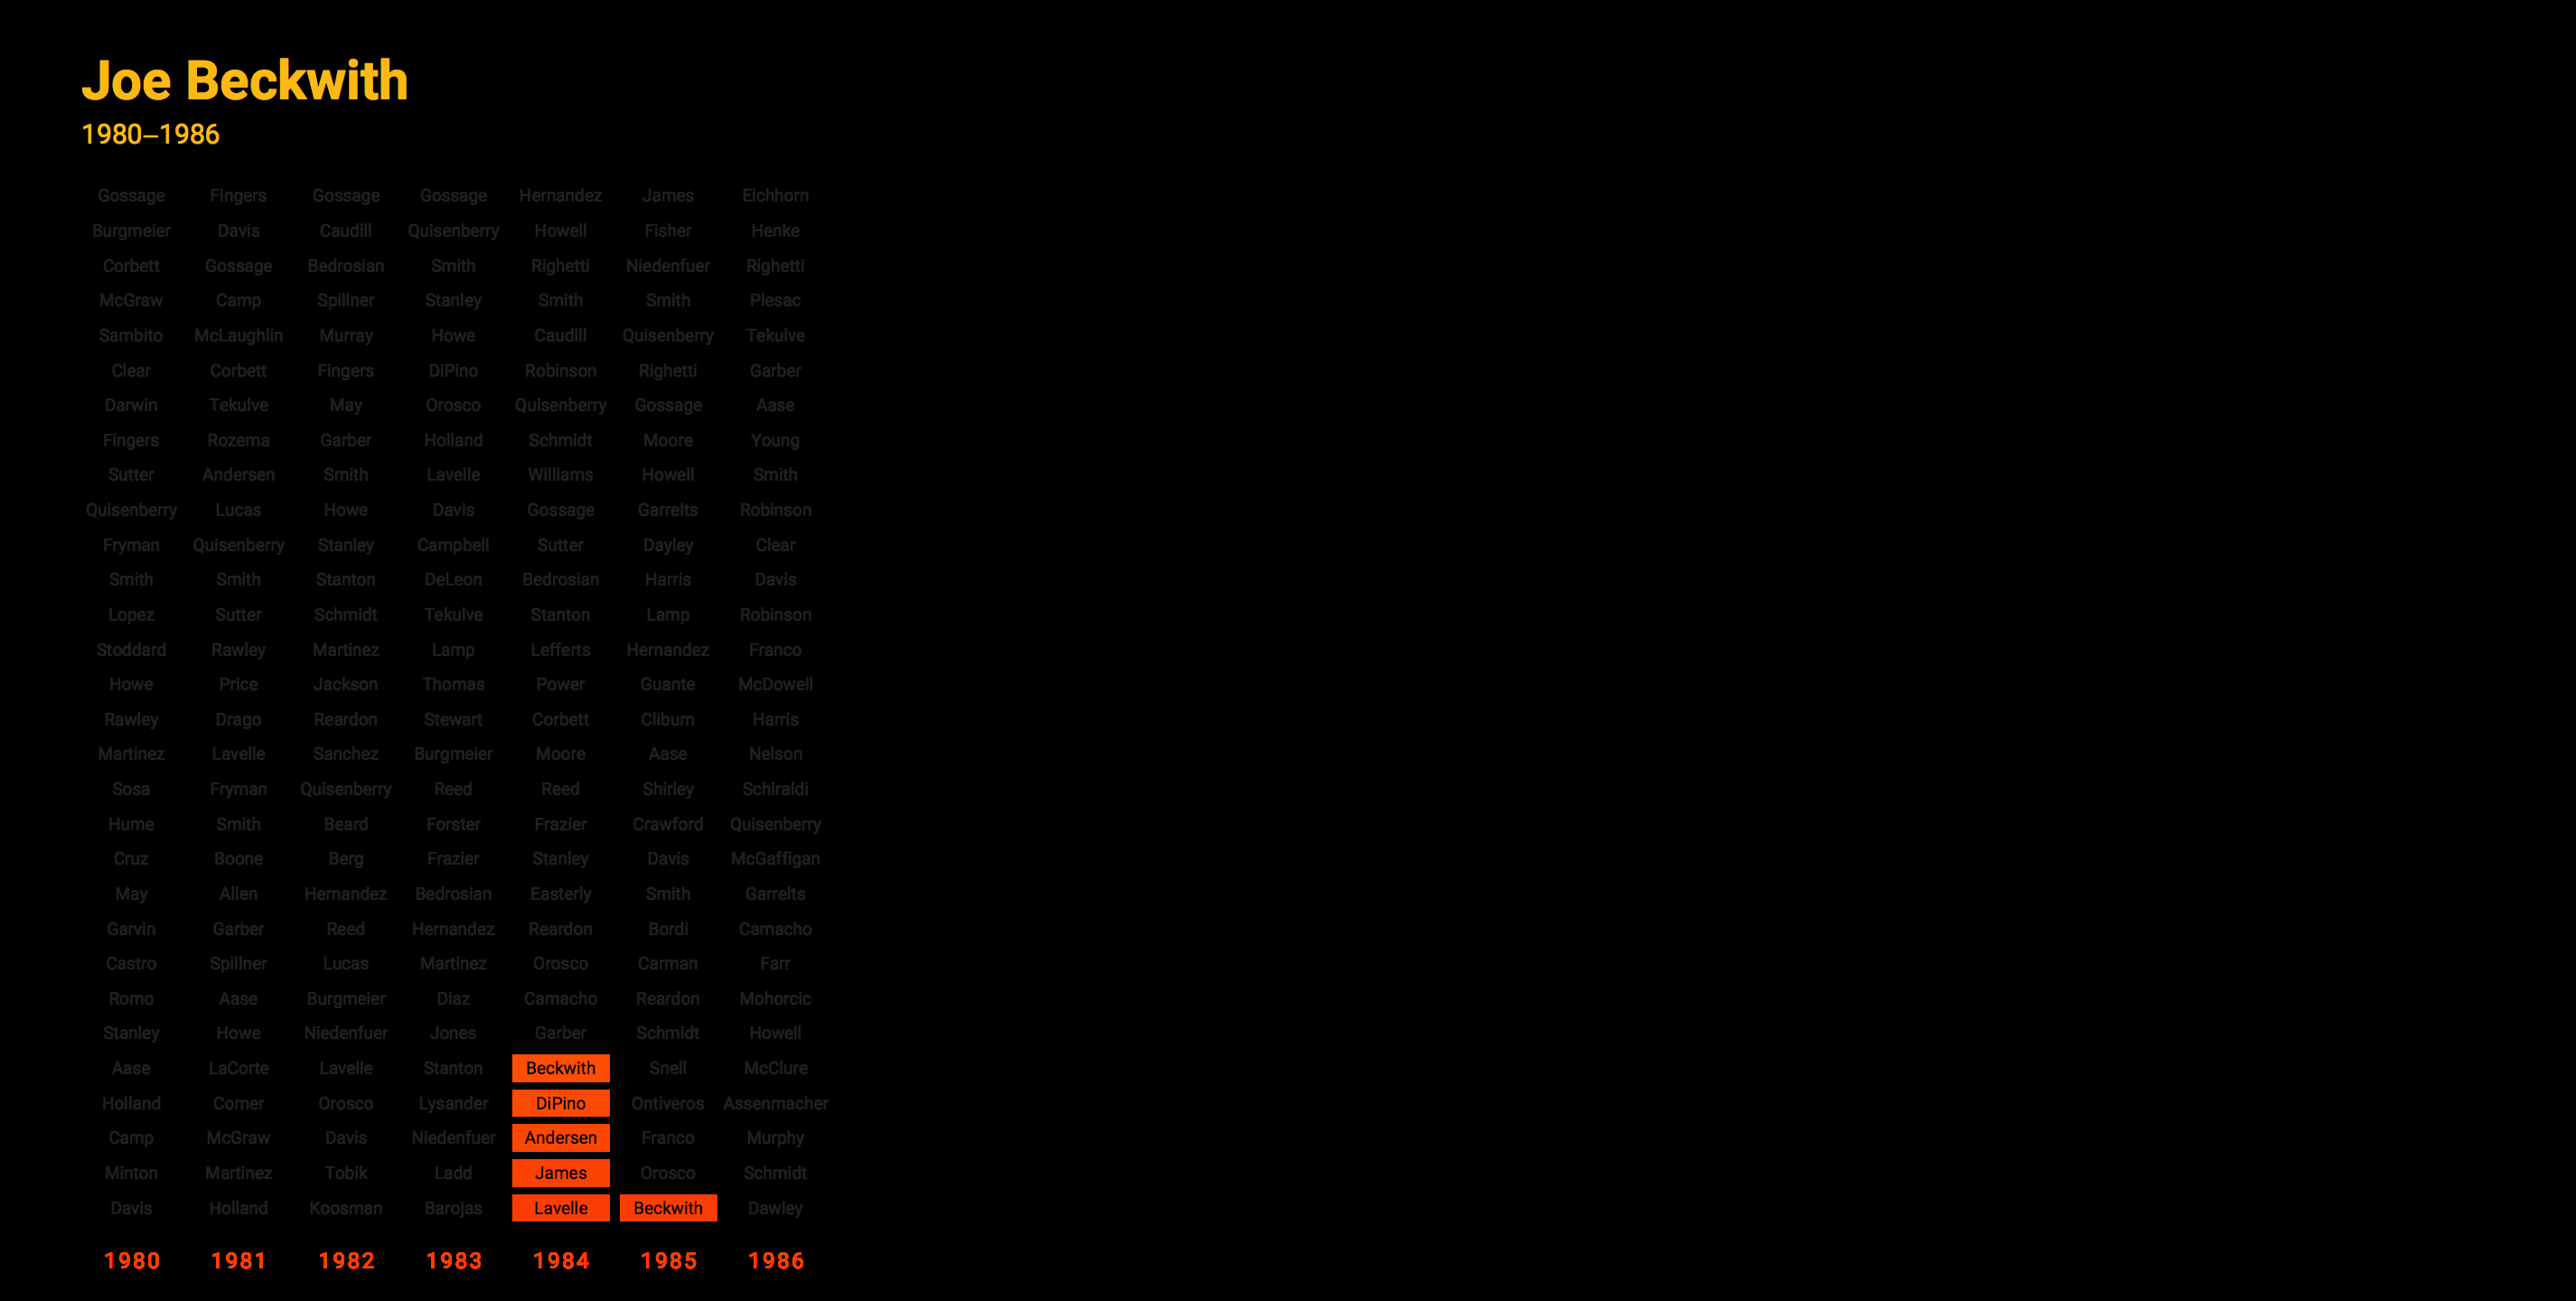 Joe Beckwith
1980–1986
Gossage Fingers Gossage Gossage Hernandez James Eichhorn
Burgmeier Davis Caudill Quisenberry Howell Fisher Henke
Corbett Gossage Bedrosian Smith Righetti Niedenfuer Righetti
McGraw Camp Spillner Stanley Smith Smith Plesac
Sambito McLaughlin Murray Howe Caudill Quisenberry Tekulve
Clear Corbett Fingers DiPino Robinson Righetti Garber
Darwin Tekulve May Orosco Quisenberry Gossage Aase
Fingers Rozema Garber Holland Schmidt Moore Young
Sutter Andersen Smith Lavelle Williams Howell Smith
Quisenberry Lucas Howe Davis Gossage Garrelts Robinson
Fryman Quisenberry Stanley Campbell Sutter Dayley Clear
Smith Smith Stanton DeLeon Bedrosian Harris Davis
Lopez Sutter Schmidt Tekulve Stanton Lamp Robinson
Stoddard Rawley Martinez Lamp Lefferts Hernandez Franco
Howe Price Jackson Thomas Power Guante McDowell
Rawley Drago Reardon Stewart Corbett Cliburn Harris
Martinez Lavelle Sanchez Burgmeier Moore Aase Nelson
Sosa Fryman Quisenberry Reed Reed Shirley Schiraldi
Hume Smith Beard Forster Frazier Crawford Quisenberry
Cruz Boone Berg Frazier Stanley Davis McGaffigan
May Allen Hernandez Bedrosian Easterly Smith Garrelts
Garvin Garber Reed Hernandez Reardon Bordi Camacho
Castro Spillner Lucas Martinez Orosco Carman Farr
Romo Aase Burgmeier Diaz Camacho Reardon Mohorcic
Stanley Howe Niedenfuer Jones Garber Schmidt Howell
Aase LaCorte Lavelle Stanton Beckwith Snell McClure
Holland Comer Orosco Lysander DiPino Ontiveros Assenmacher
Camp McGraw Davis Niedenfuer Andersen Franco Murphy
Minton Martinez Tobik Ladd James Orosco Schmidt
Davis Holland Koosman Barojas Lavelle Beckwith Dawley
1980 1981 1982 1983 1984 1985 1986